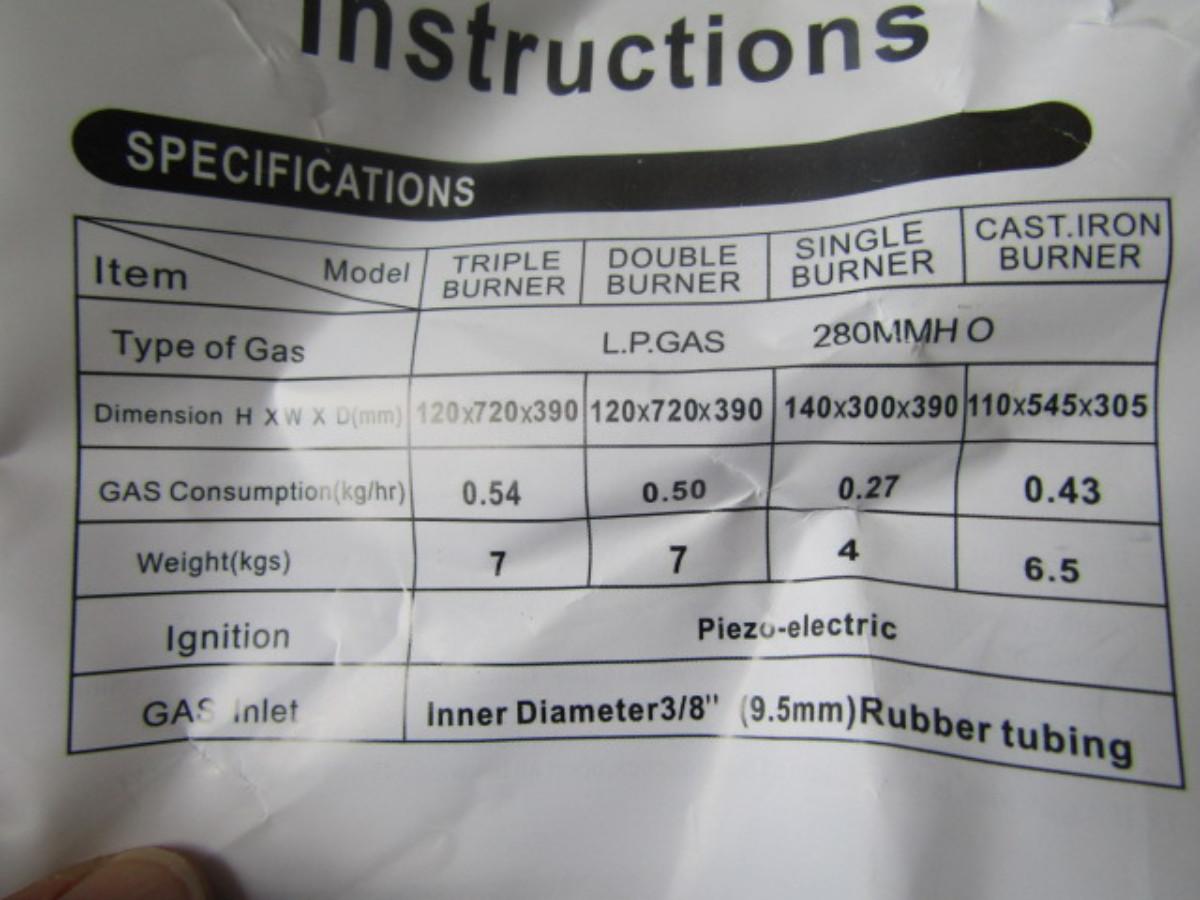 Instructions
SPECIFICATIONS
Item Model TRIPLE BURNER DOUBLE BURNER SINGLE BURNER CAST.IRON BURNER
Type of Gas L.P.GAS 280MMH O
Dimension H X W X D(mm) 120x720x390 120x720x390 140x300x390 110x545x305
GAS Consumption(kg/hr) 0.54 0.50 0.27 0.43
Weight(kgs) 7 7 4 6.5
Ignition Piezo-electric
GAS Inlet Inner Diameter3/8" (9.5mm)Rubber tubing